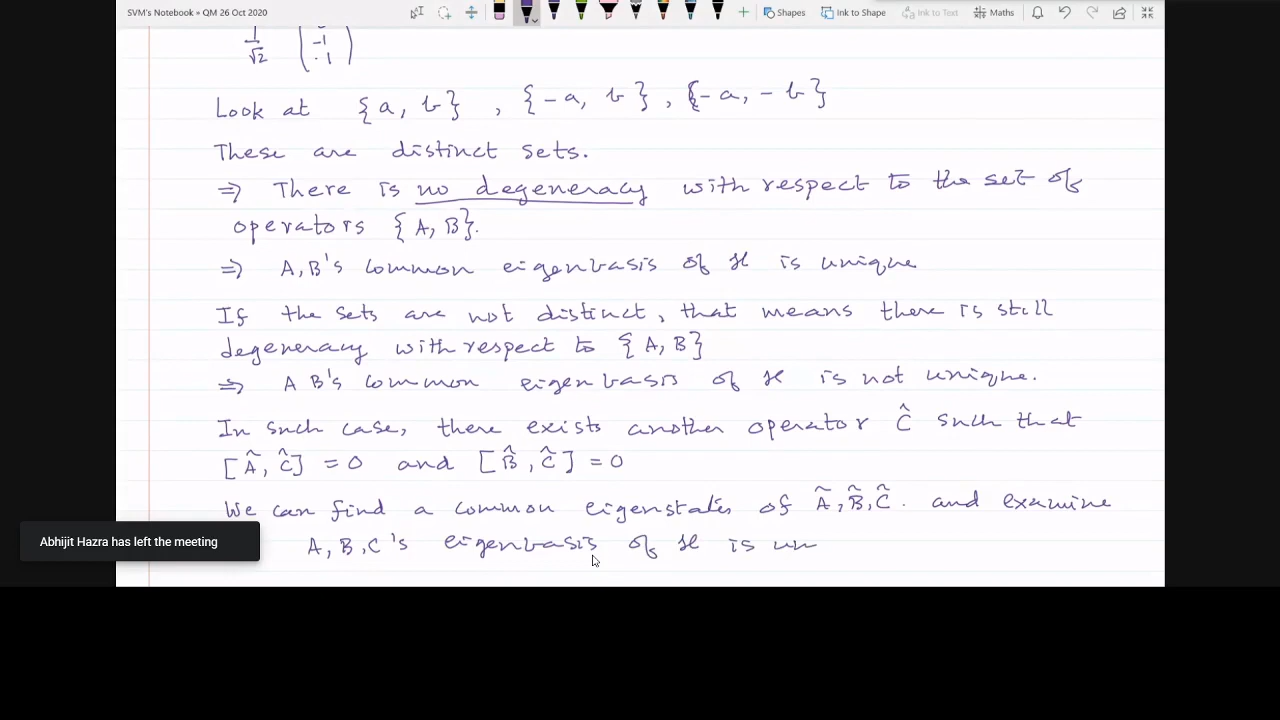 SVM's Notebook » QM 26 Oct 2020
Shapes
Ink to Shape
Ink to Text
Maths
1/√2 ( -1 -1 )
Look at {a, b} , {-a, b} , {-a, -b}
These are distinct sets.
⇒ There is no degeneracy with respect to the set of
operators {A, B}.
⇒ A, B's common eigenbasis of H is unique
If the sets are not distinct, that means there is still
degeneracy with respect to {A, B}
⇒ A B's common eigenbasis of H is not unique.
In such case, there exists another operator Ĉ such that
[Â, Ĉ] = 0 and [B̂, Ĉ] = 0
We can find a common eigenstates of Â, B̂, Ĉ. and examine
A, B, C's eigenbasis of H is un
Abhijit Hazra has left the meeting